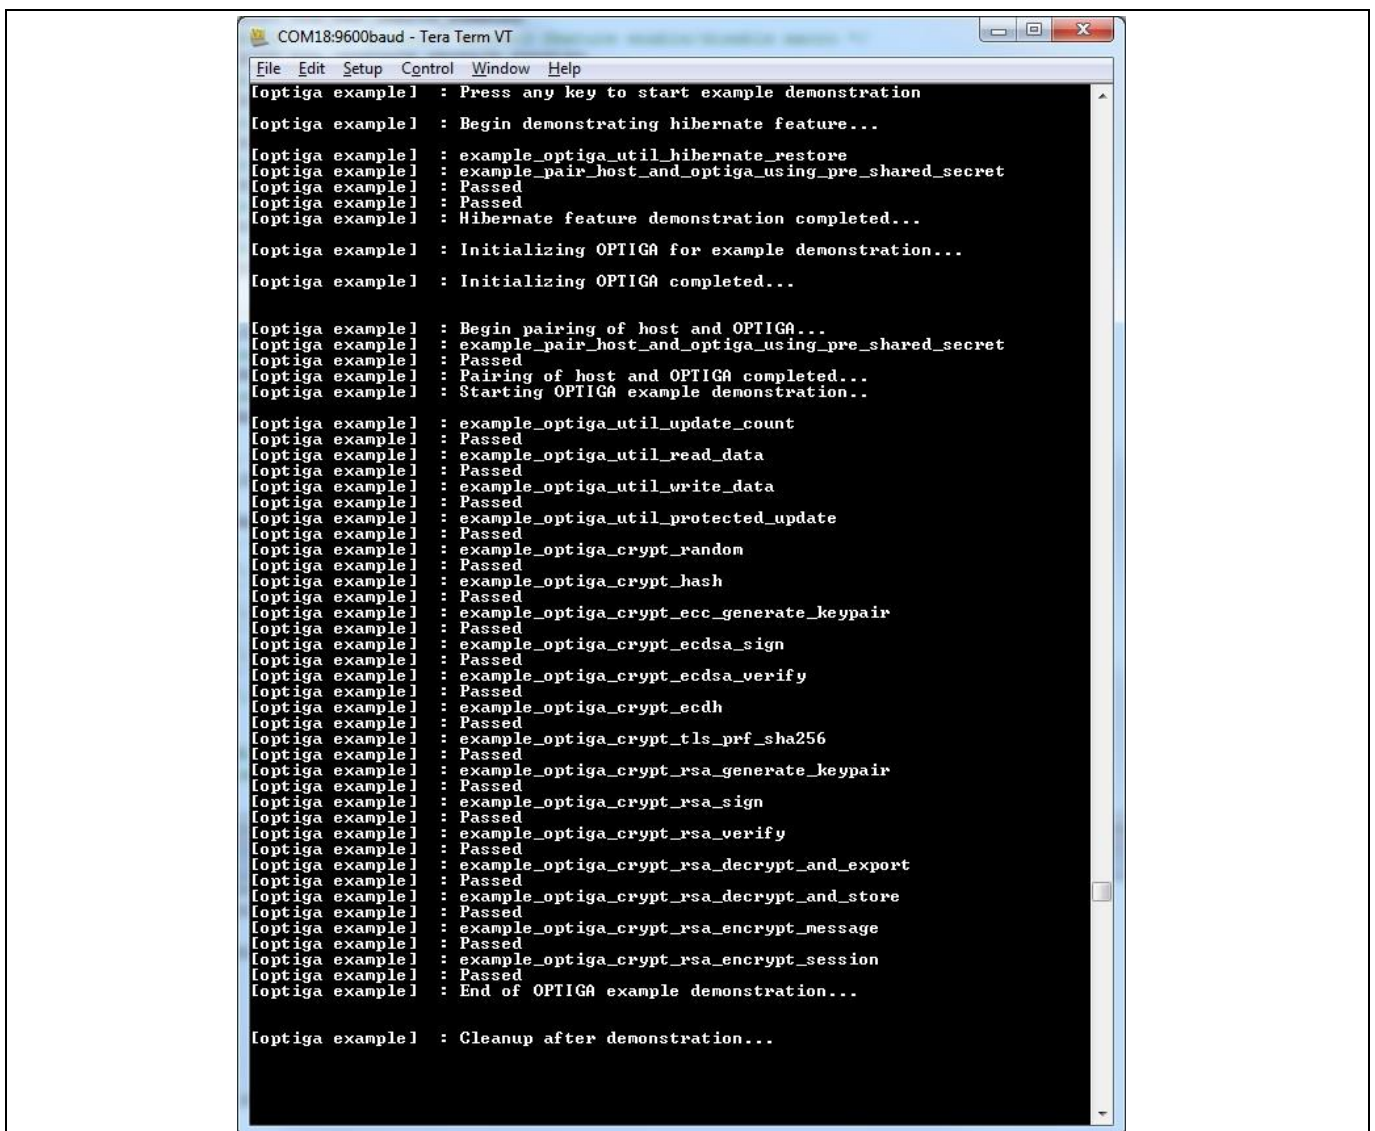 COM18:9600baud - Tera Term VT
File Edit Setup Control Window Help
[optiga example] : Press any key to start example demonstration
[optiga example] : Begin demonstrating hibernate feature...
[optiga example] : example_optiga_util_hibernate_restore
[optiga example] : example_pair_host_and_optiga_using_pre_shared_secret
[optiga example] : Passed
[optiga example] : Passed
[optiga example] : Hibernate feature demonstration completed...
[optiga example] : Initializing OPTIGA for example demonstration...
[optiga example] : Initializing OPTIGA completed...
[optiga example] : Begin pairing of host and OPTIGA...
[optiga example] : example_pair_host_and_optiga_using_pre_shared_secret
[optiga example] : Passed
[optiga example] : Pairing of host and OPTIGA completed...
[optiga example] : Starting OPTIGA example demonstration..
[optiga example] : example_optiga_util_update_count
[optiga example] : Passed
[optiga example] : example_optiga_util_read_data
[optiga example] : Passed
[optiga example] : example_optiga_util_write_data
[optiga example] : Passed
[optiga example] : example_optiga_util_protected_update
[optiga example] : Passed
[optiga example] : example_optiga_crypt_random
[optiga example] : Passed
[optiga example] : example_optiga_crypt_hash
[optiga example] : Passed
[optiga example] : example_optiga_crypt_ecc_generate_keypair
[optiga example] : Passed
[optiga example] : example_optiga_crypt_ecdsa_sign
[optiga example] : Passed
[optiga example] : example_optiga_crypt_ecdsa_verify
[optiga example] : Passed
[optiga example] : example_optiga_crypt_ecdh
[optiga example] : Passed
[optiga example] : example_optiga_crypt_tls_prf_sha256
[optiga example] : Passed
[optiga example] : example_optiga_crypt_rsa_generate_keypair
[optiga example] : Passed
[optiga example] : example_optiga_crypt_rsa_sign
[optiga example] : Passed
[optiga example] : example_optiga_crypt_rsa_verify
[optiga example] : Passed
[optiga example] : example_optiga_crypt_rsa_decrypt_and_export
[optiga example] : Passed
[optiga example] : example_optiga_crypt_rsa_decrypt_and_store
[optiga example] : Passed
[optiga example] : example_optiga_crypt_rsa_encrypt_message
[optiga example] : Passed
[optiga example] : example_optiga_crypt_rsa_encrypt_session
[optiga example] : Passed
[optiga example] : End of OPTIGA example demonstration...
[optiga example] : Cleanup after demonstration...